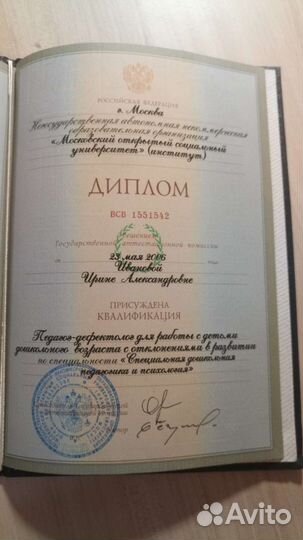 РОССИЙСКАЯ ФЕДЕРАЦИЯ
г. Москва
Негосударственная автономная некоммерческая
образовательная организация
«Московский открытый социальный
университет» (институт)
ДИПЛОМ
ВСВ 1551542
Решением
Государственной аттестационной комиссии
от 23 мая 2006 года
Ивановой
Ирине Александровне
ПРИСУЖДЕНА
КВАЛИФИКАЦИЯ
Педагог-дефектолог для работы с детьми
дошкольного возраста с отклонениями в развитии
по специальности «Специальная дошкольная
педагогика и психология»
Avito